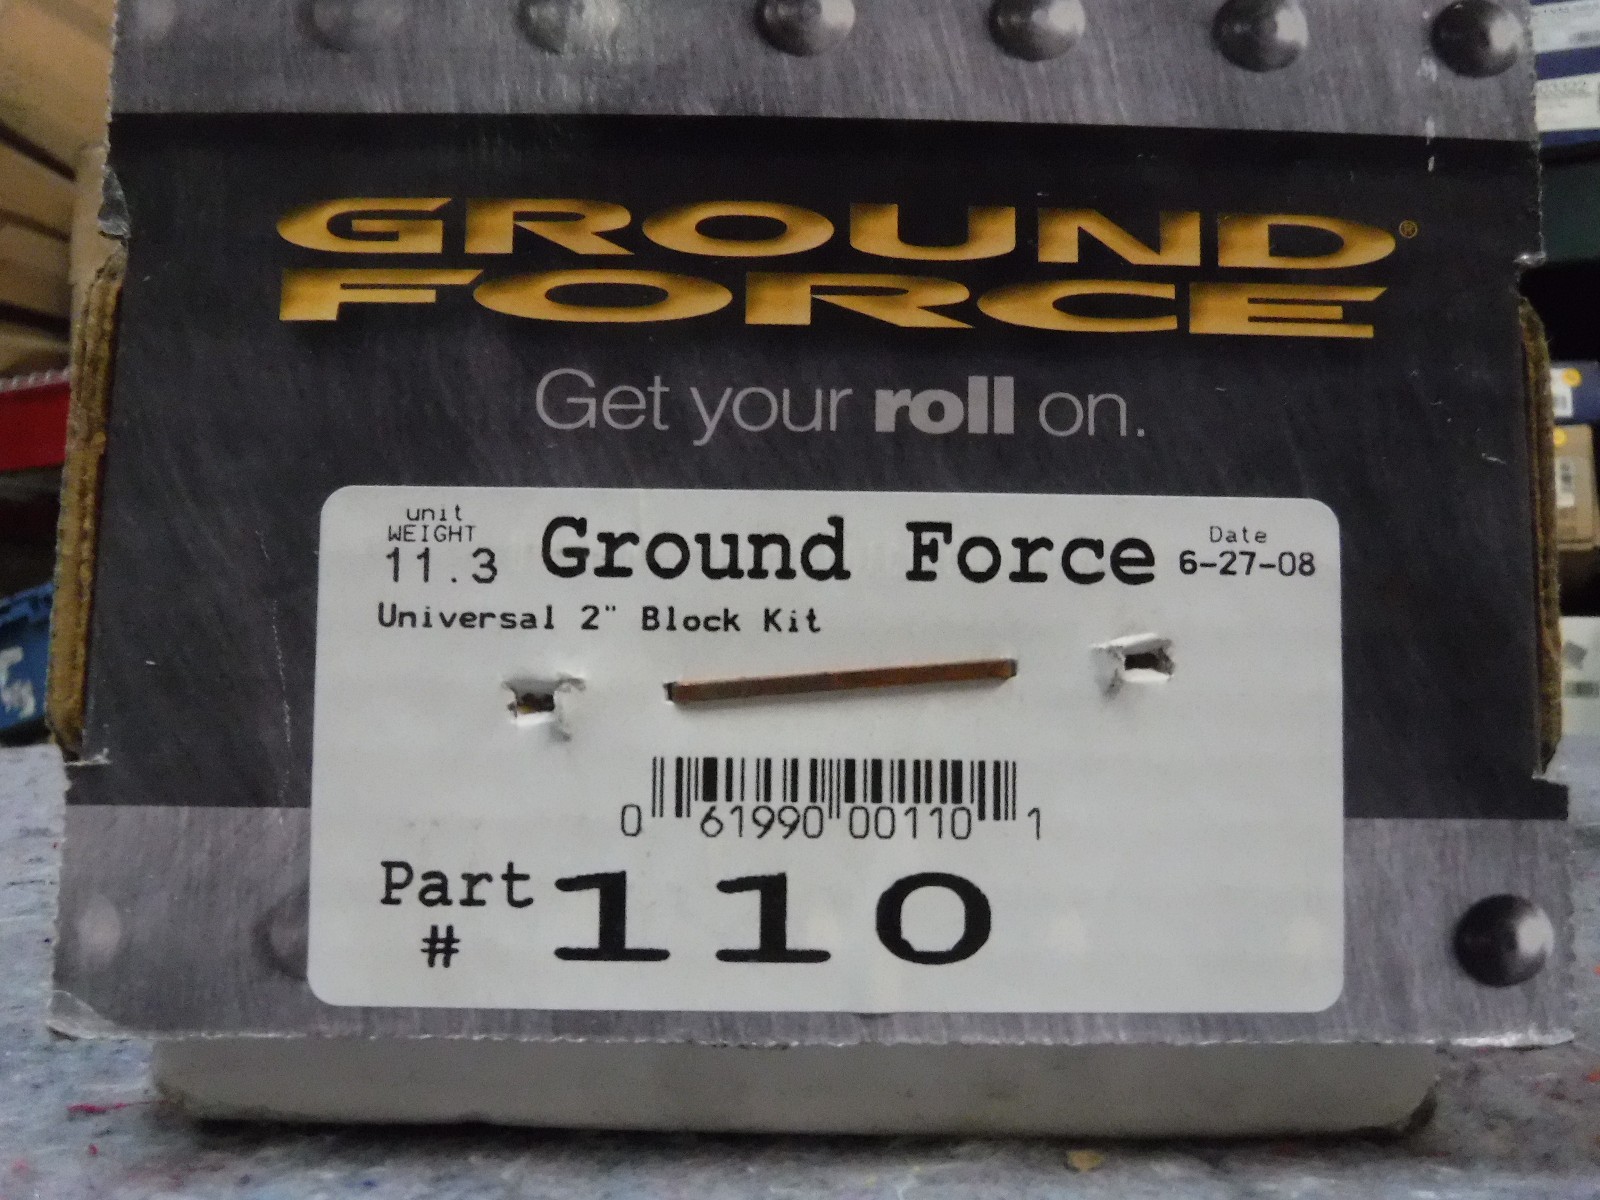 GROUND®
FORCE
Get your roll on.
unit
WEIGHT
11.3
Ground Force
Date
6-27-08
Universal 2" Block Kit
0 61990 00110 1
Part
# 110